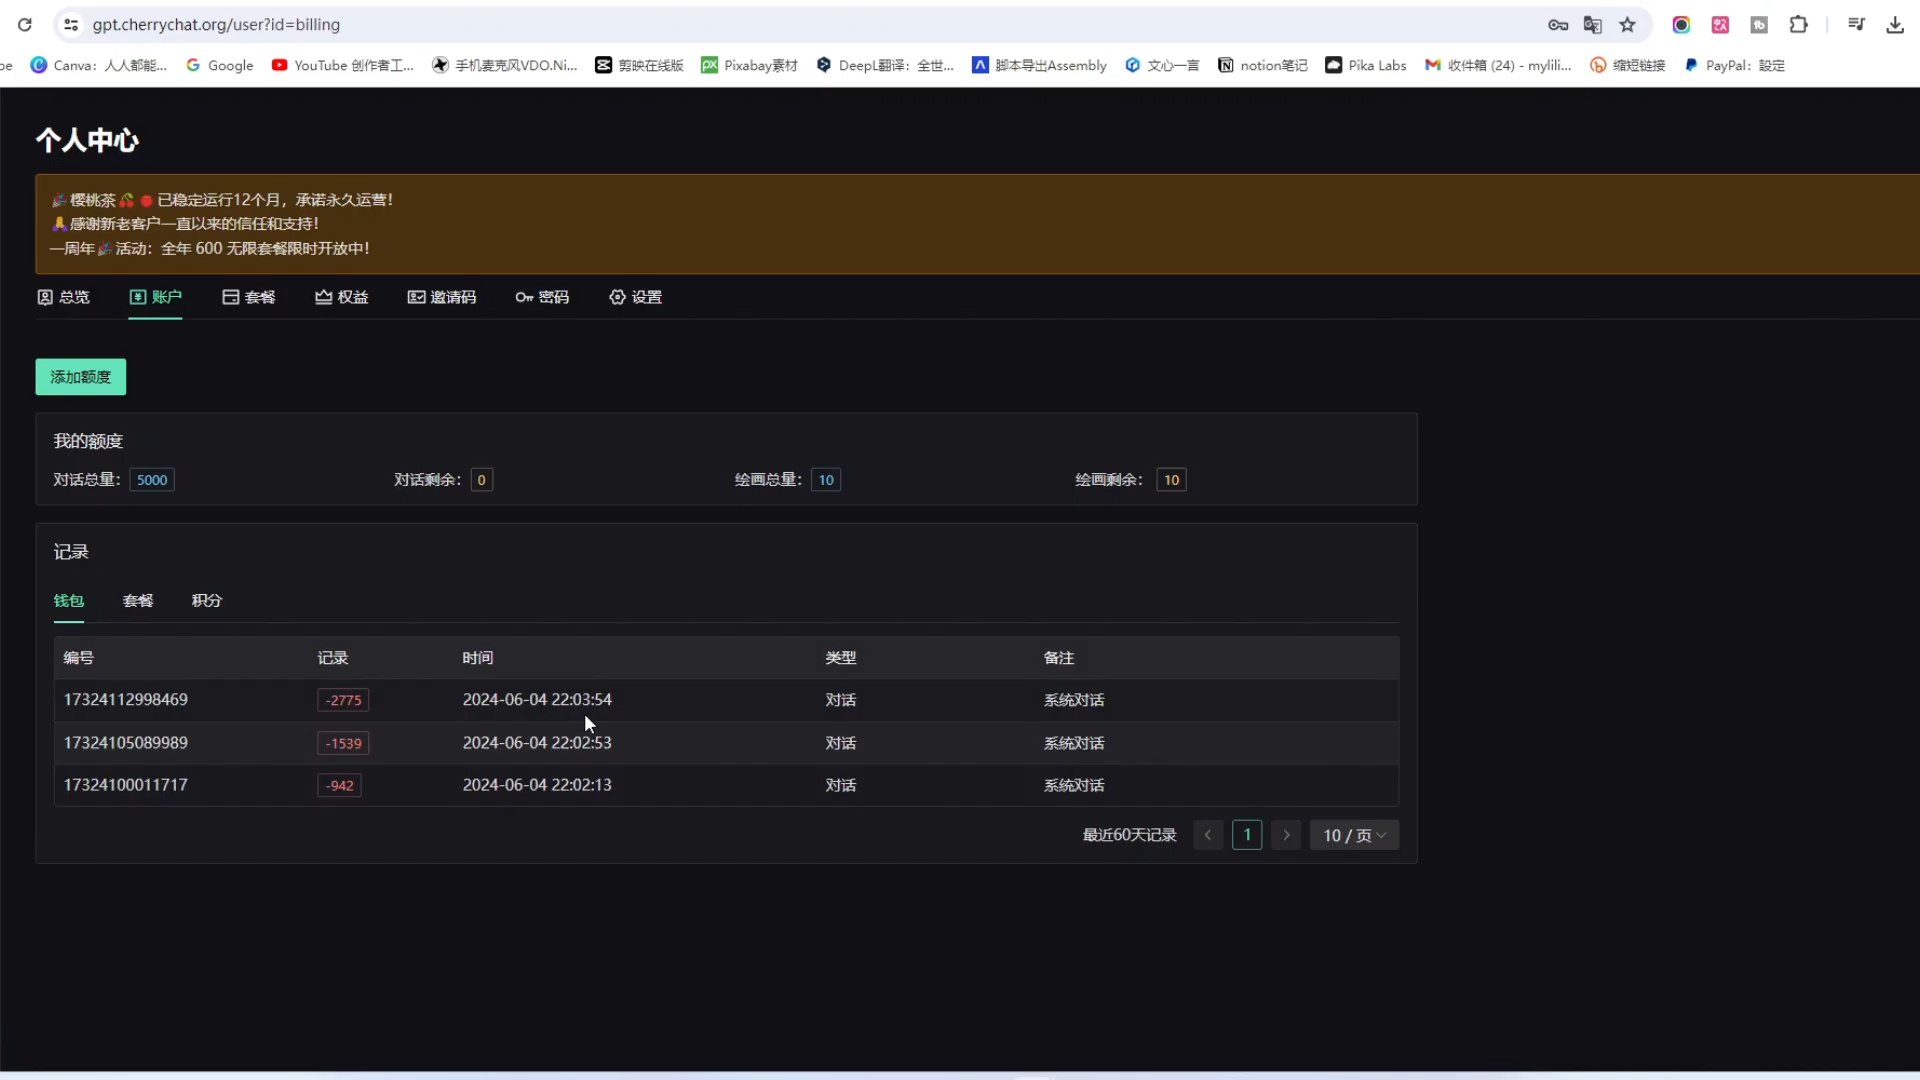 gpt.cherrychat.org/user?id=billing
be Canva：人人都能... Google YouTube 创作者工... 手机麦克风VDO.Ni... 剪映在线版 Pixabay素材 DeepL翻译：全世... 脚本导出Assembly 文心一言 notion笔记 Pika Labs 收件箱 (24) - mylili... 缩短链接 PayPal：設定
个人中心
樱桃茶 已稳定运行12个月，承诺永久运营！
感谢新老客户一直以来的信任和支持！
一周年 活动：全年 600 无限套餐限时开放中！
总览 账户 套餐 权益 邀请码 密码 设置
添加额度
我的额度
对话总量： 5000 对话剩余： 0 绘画总量： 10 绘画剩余： 10
记录
钱包 套餐 积分
编号 记录 时间 类型 备注
17324112998469 -2775 2024-06-04 22:03:54 对话 系统对话
17324105089989 -1539 2024-06-04 22:02:53 对话 系统对话
17324100011717 -942 2024-06-04 22:02:13 对话 系统对话
最近60天记录 1 10 / 页